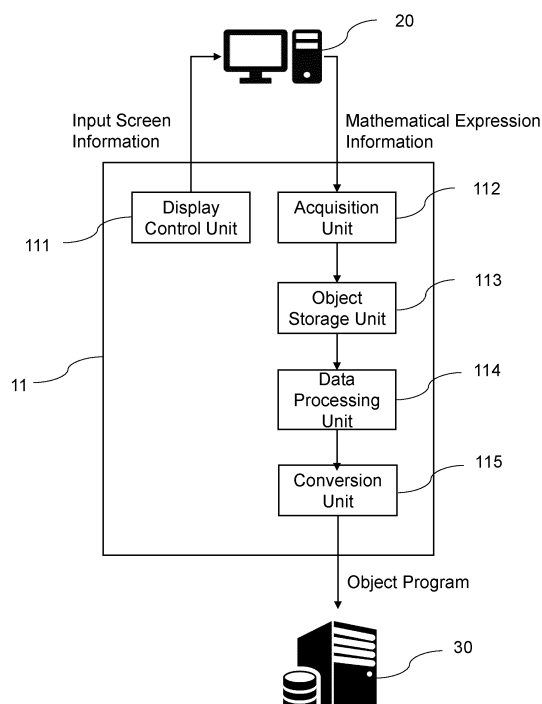 20
Input Screen
Information
Mathematical Expression
Information
Display
Control Unit
111
Acquisition
Unit
112
Object
Storage Unit
113
11
Data
Processing
Unit
114
Conversion
Unit
115
Object Program
30